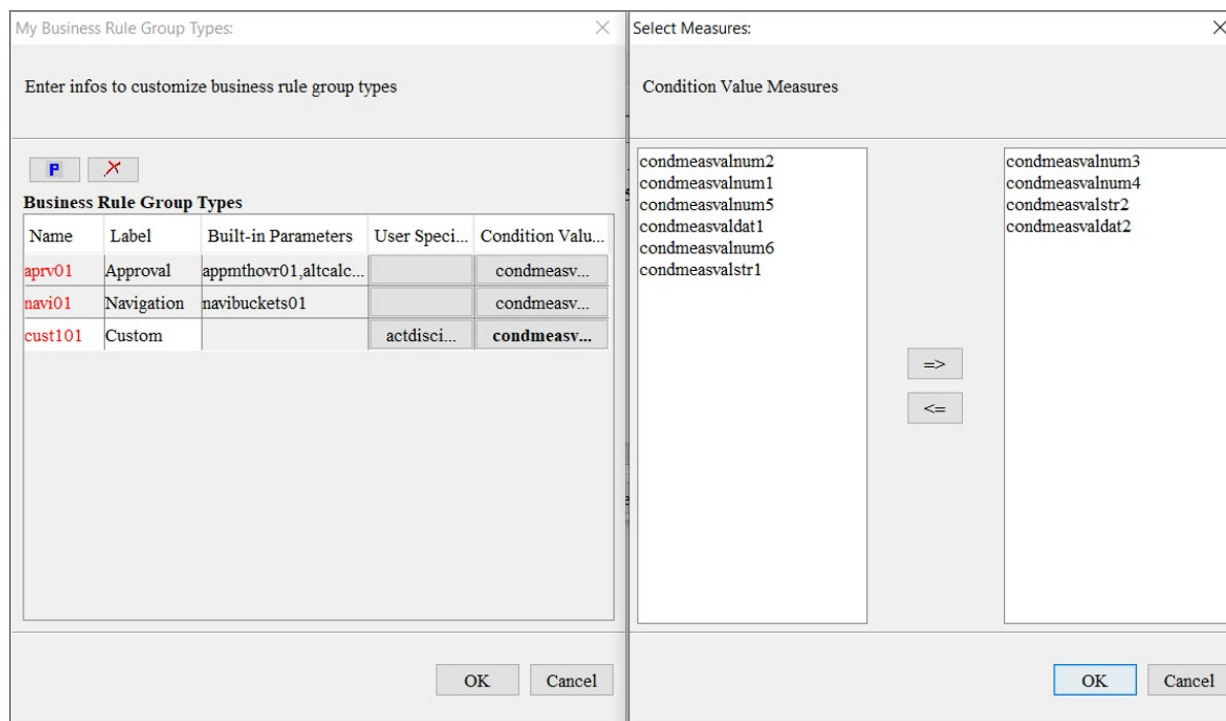 My Business Rule Group Types:
Enter infos to customize business rule group types
P
Business Rule Group Types
Name Label Built-in Parameters User Speci... Condition Valu...
aprv01 Approval appmthovr01,altcalc... condmeasv...
navi01 Navigation navibuckets01 condmeasv...
cust101 Custom actdisci... condmeasv...
OK Cancel
Select Measures:
Condition Value Measures
condmeasvalnum2
condmeasvalnum1
condmeasvalnum5
condmeasvaldat1
condmeasvalnum6
condmeasvalstr1
=>
<=
condmeasvalnum3
condmeasvalnum4
condmeasvalstr2
condmeasvaldat2
OK Cancel